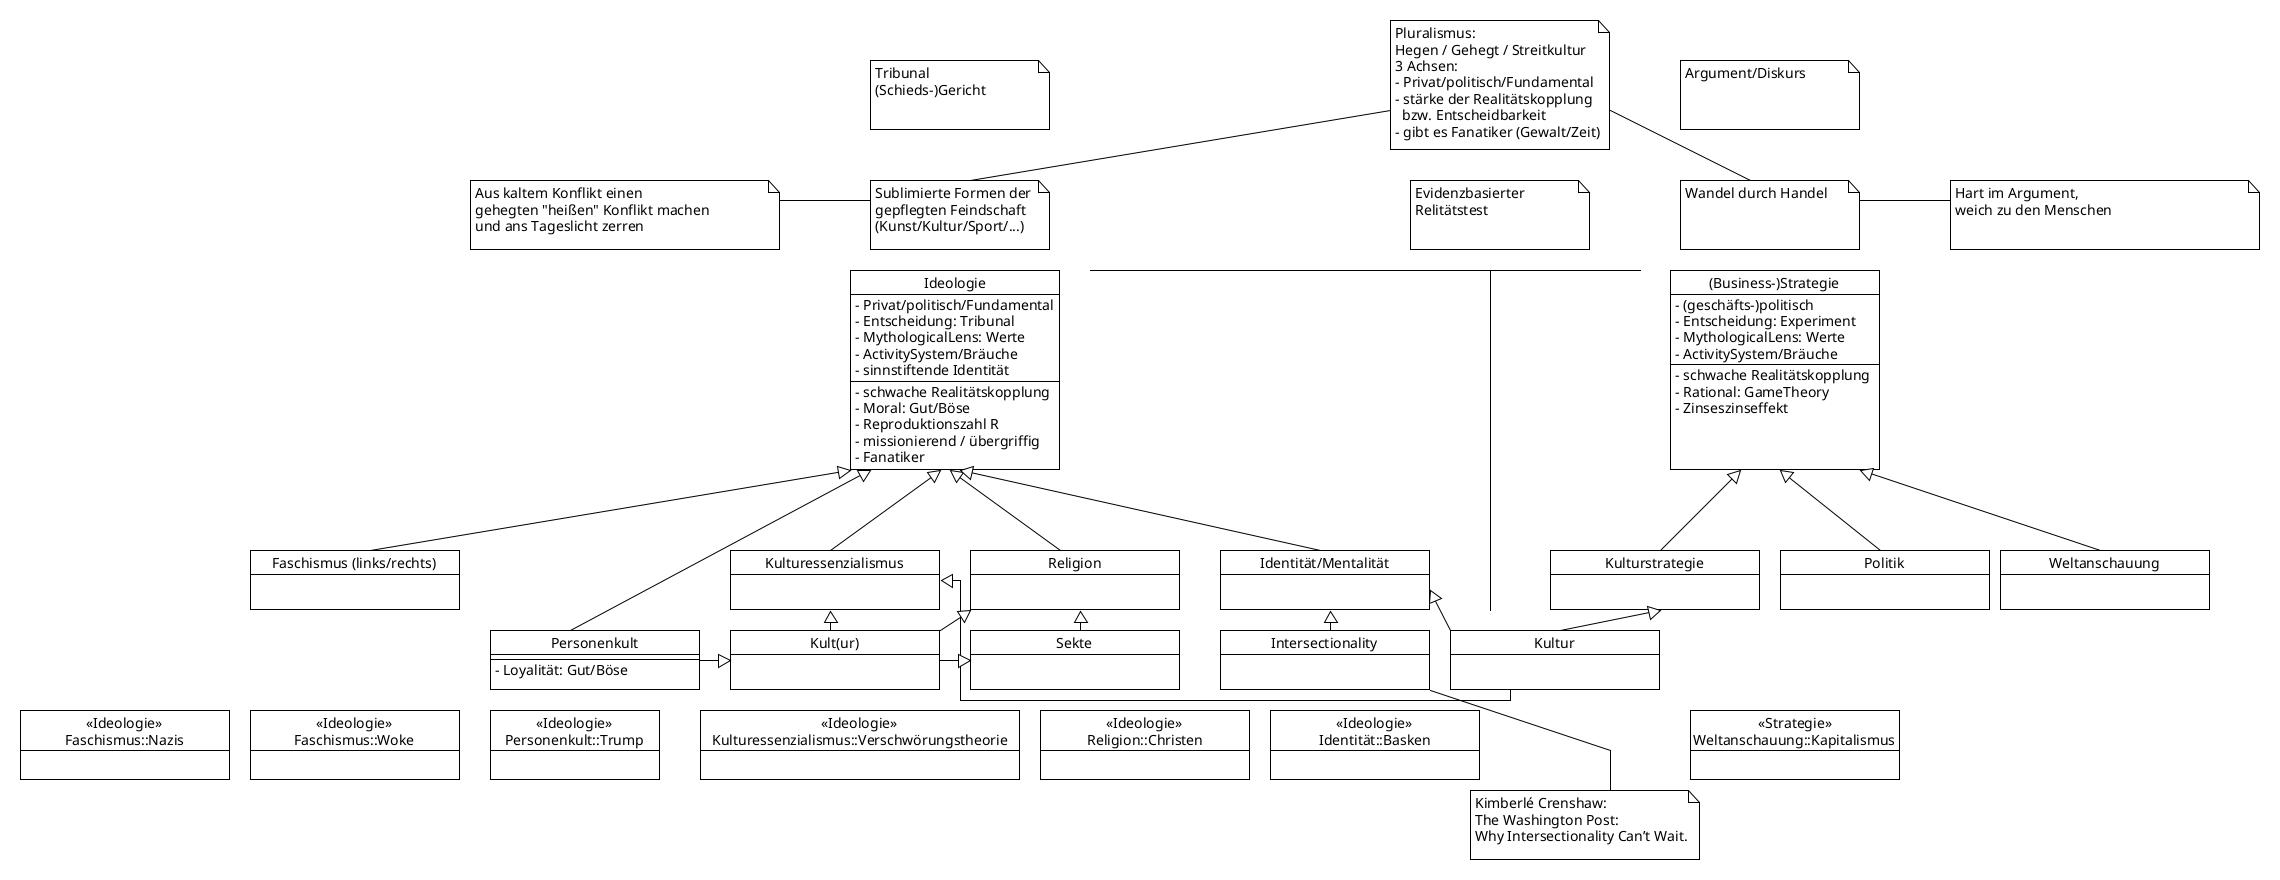 Pluralismus:
Hegen / Gehegt / Streitkultur
3 Achsen:
- Privat/politisch/Fundamental
- stärke der Realitätskopplung
bzw. Entscheidbarkeit
- gibt es Fanatiker (Gewalt/Zeit)
Tribunal
(Schieds-)Gericht
Argument/Diskurs
Aus kaltem Konflikt einen
gehegten "heißen" Konflikt machen
und ans Tageslicht zerren
Sublimierte Formen der
gepflegten Feindschaft
(Kunst/Kultur/Sport/...)
Evidenzbasierter
Relitätstest
Wandel durch Handel
Hart im Argument,
weich zu den Menschen
Ideologie
- Privat/politisch/Fundamental
- Entscheidung: Tribunal
- MythologicalLens: Werte
- ActivitySystem/Bräuche
- sinnstiftende Identität
- schwache Realitätskopplung
- Moral: Gut/Böse
- Reproduktionszahl R
- missionierend / übergriffig
- Fanatiker
(Business-)Strategie
- (geschäfts-)politisch
- Entscheidung: Experiment
- MythologicalLens: Werte
- ActivitySystem/Bräuche
- schwache Realitätskopplung
- Rational: GameTheory
- Zinseszinseffekt
Faschismus (links/rechts)
Kulturessenzialismus
Religion
Identität/Mentalität
Kulturstrategie
Politik
Weltanschauung
Personenkult
- Loyalität: Gut/Böse
Kult(ur)
Sekte
Intersectionality
Kultur
«Ideologie»
Faschismus::Nazis
«Ideologie»
Faschismus::Woke
«Ideologie»
Personenkult::Trump
«Ideologie»
Kulturessenzialismus::Verschwörungstheorie
«Ideologie»
Religion::Christen
«Ideologie»
Identität::Basken
«Strategie»
Weltanschauung::Kapitalismus
Kimberlé Crenshaw:
The Washington Post:
Why Intersectionality Can’t Wait.